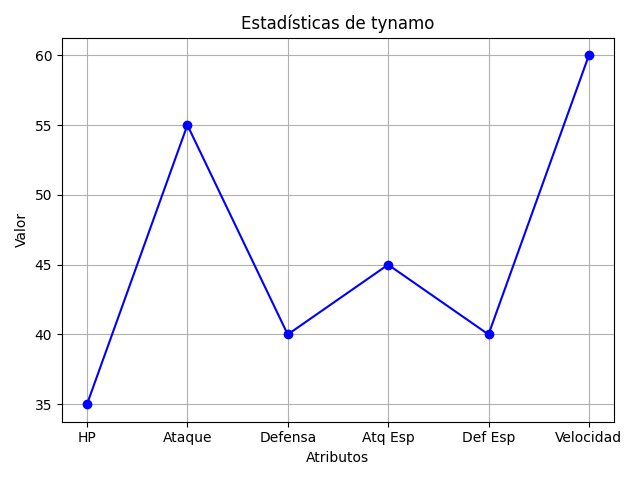 Estadísticas de tynamo
60
55
50
45
40
35
Valor
HP Ataque Defensa Atq Esp Def Esp Velocidad
Atributos